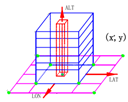 ALT
(x, y)
LAT
LON